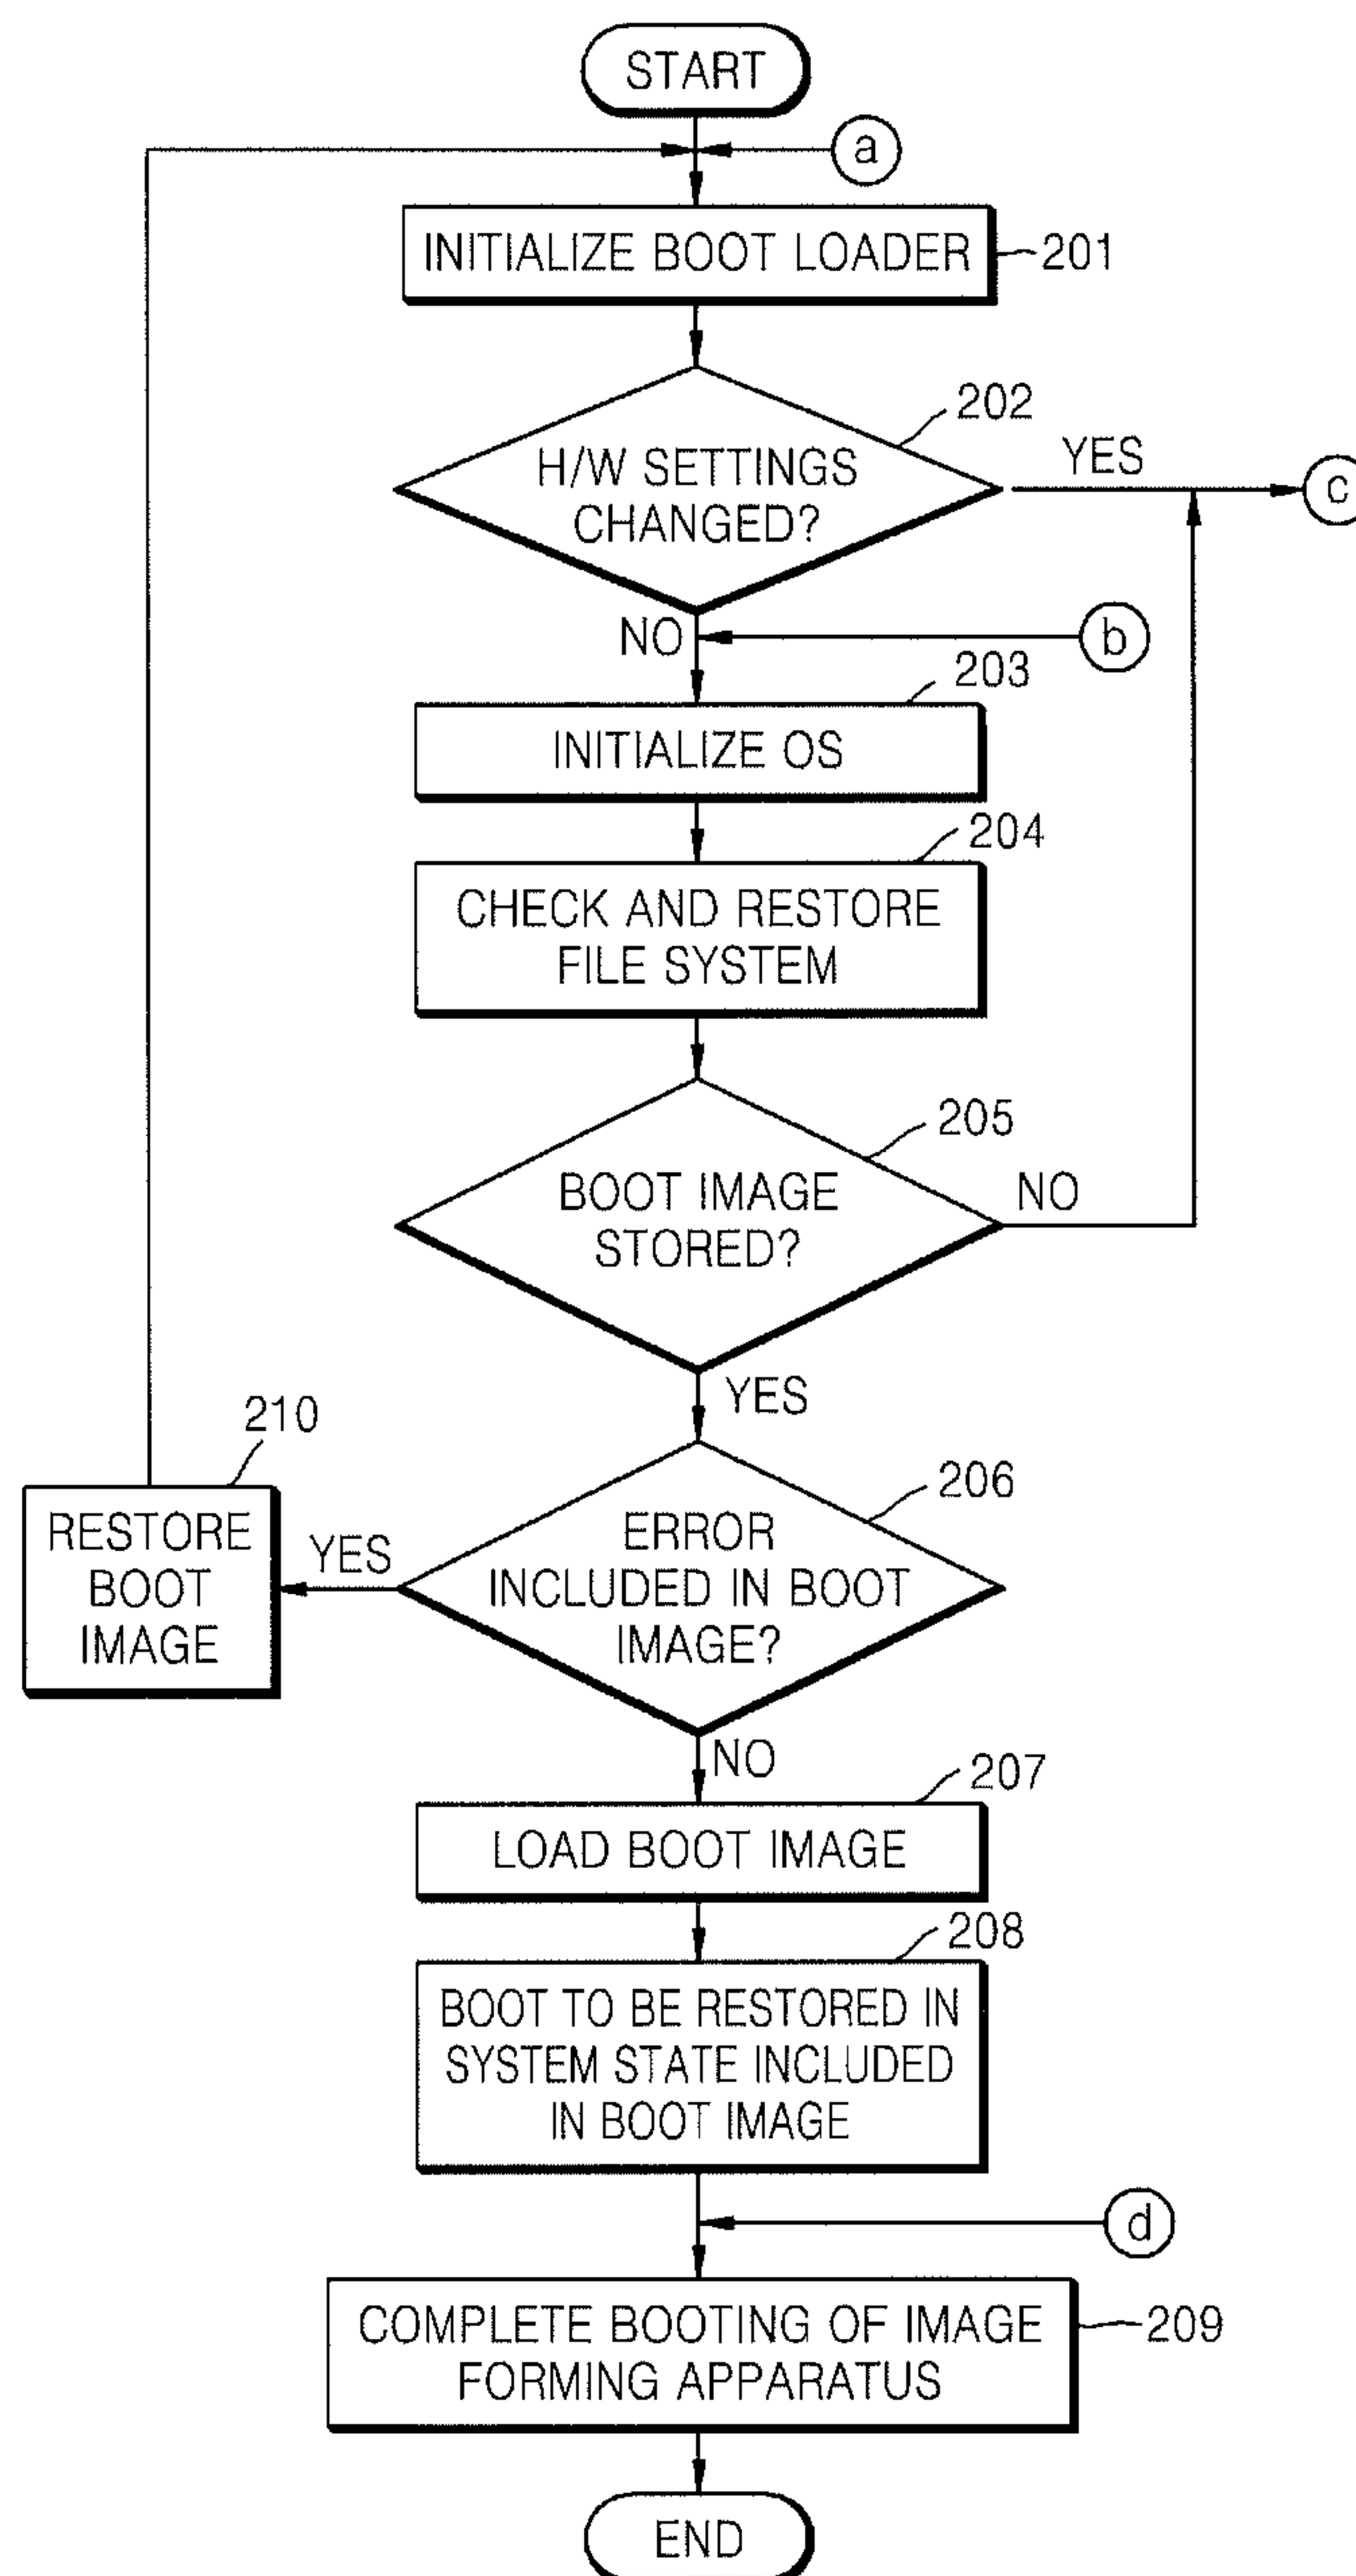 START
a
INITIALIZE BOOT LOADER
201
202
H/W SETTINGS
CHANGED?
YES
c
NO
b
203
INITIALIZE OS
204
CHECK AND RESTORE
FILE SYSTEM
205
BOOT IMAGE
STORED?
NO
YES
210
RESTORE
BOOT
IMAGE
YES
206
ERROR
INCLUDED IN BOOT
IMAGE?
NO
207
LOAD BOOT IMAGE
208
BOOT TO BE RESTORED IN
SYSTEM STATE INCLUDED
IN BOOT IMAGE
d
COMPLETE BOOTING OF IMAGE
FORMING APPARATUS
209
END